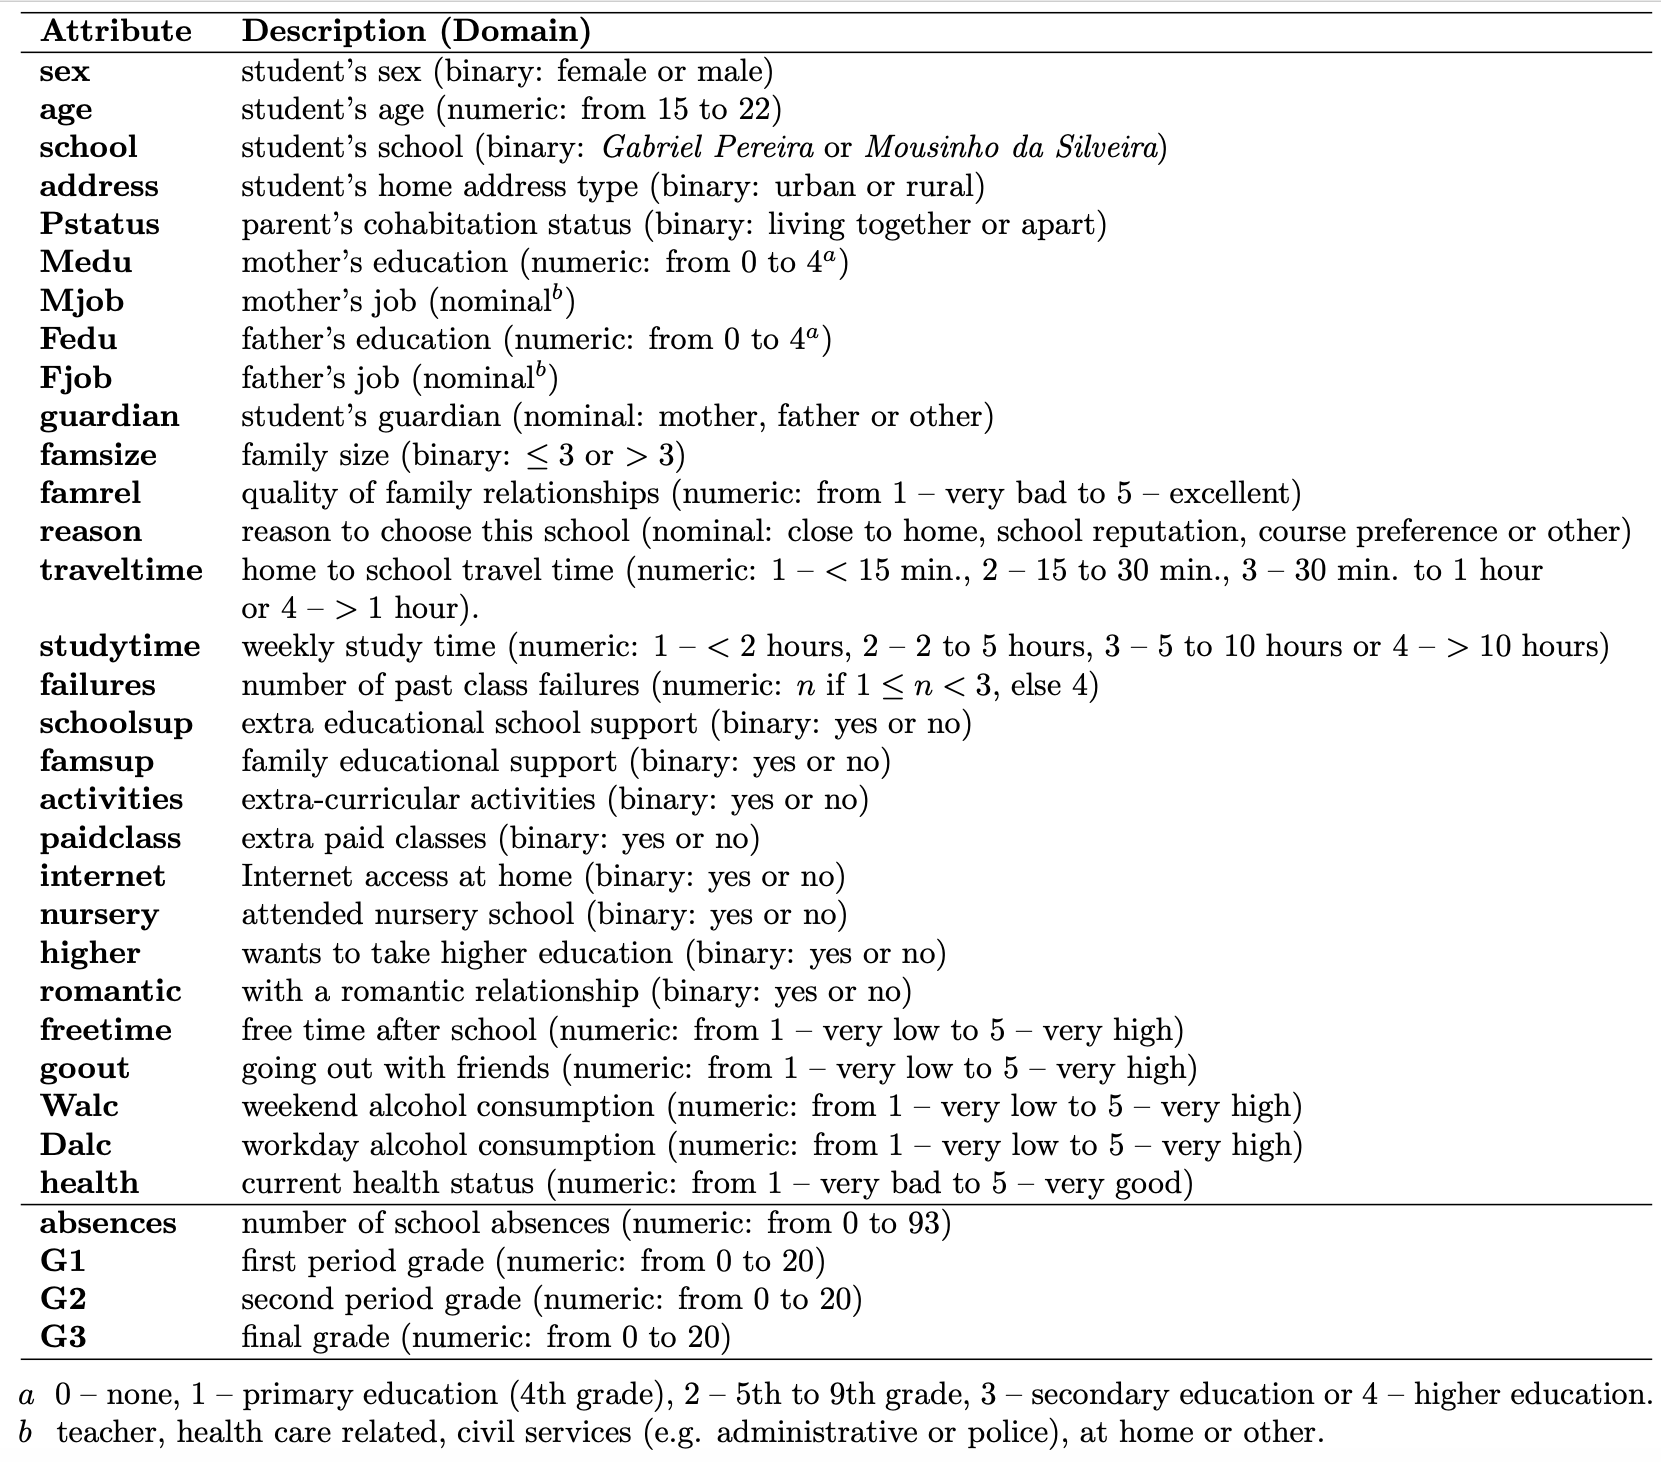 Attribute Description (Domain)
sex student's sex (binary: female or male)
age student's age (numeric: from 15 to 22)
school student's school (binary: Gabriel Pereira or Mousinho da Silveira)
address student's home address type (binary: urban or rural)
Pstatus parent's cohabitation status (binary: living together or apart)
Medu mother's education (numeric: from 0 to 4ᵃ)
Mjob mother's job (nominalᵇ)
Fedu father's education (numeric: from 0 to 4ᵃ)
Fjob father's job (nominalᵇ)
guardian student's guardian (nominal: mother, father or other)
famsize family size (binary: ≤ 3 or > 3)
famrel quality of family relationships (numeric: from 1 – very bad to 5 – excellent)
reason reason to choose this school (nominal: close to home, school reputation, course preference or other)
traveltime home to school travel time (numeric: 1 – < 15 min., 2 – 15 to 30 min., 3 – 30 min. to 1 hour
or 4 – > 1 hour).
studytime weekly study time (numeric: 1 – < 2 hours, 2 – 2 to 5 hours, 3 – 5 to 10 hours or 4 – > 10 hours)
failures number of past class failures (numeric: n if 1 ≤ n < 3, else 4)
schoolsup extra educational school support (binary: yes or no)
famsup family educational support (binary: yes or no)
activities extra-curricular activities (binary: yes or no)
paidclass extra paid classes (binary: yes or no)
internet Internet access at home (binary: yes or no)
nursery attended nursery school (binary: yes or no)
higher wants to take higher education (binary: yes or no)
romantic with a romantic relationship (binary: yes or no)
freetime free time after school (numeric: from 1 – very low to 5 – very high)
goout going out with friends (numeric: from 1 – very low to 5 – very high)
Walc weekend alcohol consumption (numeric: from 1 – very low to 5 – very high)
Dalc workday alcohol consumption (numeric: from 1 – very low to 5 – very high)
health current health status (numeric: from 1 – very bad to 5 – very good)
absences number of school absences (numeric: from 0 to 93)
G1 first period grade (numeric: from 0 to 20)
G2 second period grade (numeric: from 0 to 20)
G3 final grade (numeric: from 0 to 20)
a 0 – none, 1 – primary education (4th grade), 2 – 5th to 9th grade, 3 – secondary education or 4 – higher education.
b teacher, health care related, civil services (e.g. administrative or police), at home or other.